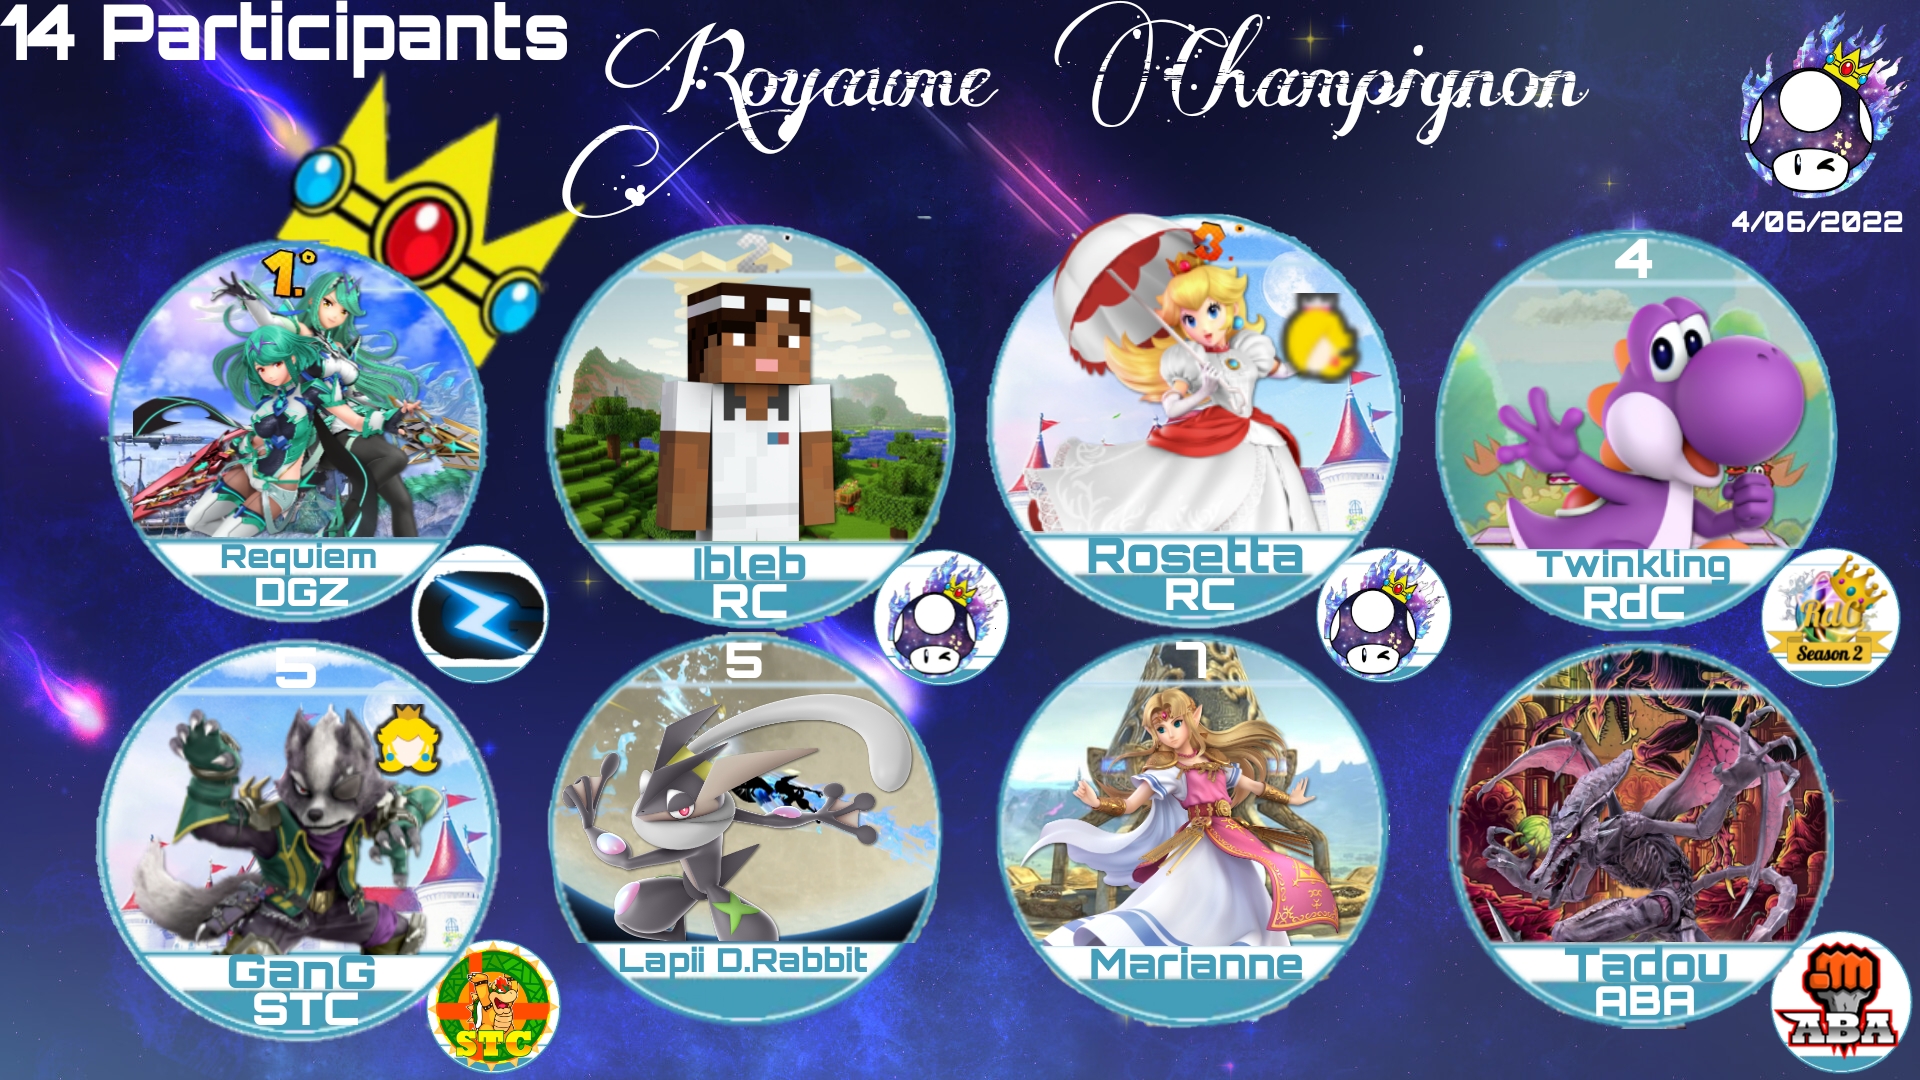 14 Participants
Royaume Champignon
4/06/2022
1.°
2.
3.
4
Requiem
DGZ
Ibleb
RC
Rosetta
RC
Twinkling
RdC
RdC
Season 2
5
5
7
GanG
STC
STC
Lapii D.Rabbit
Marianne
Tadou
ABA
ABA